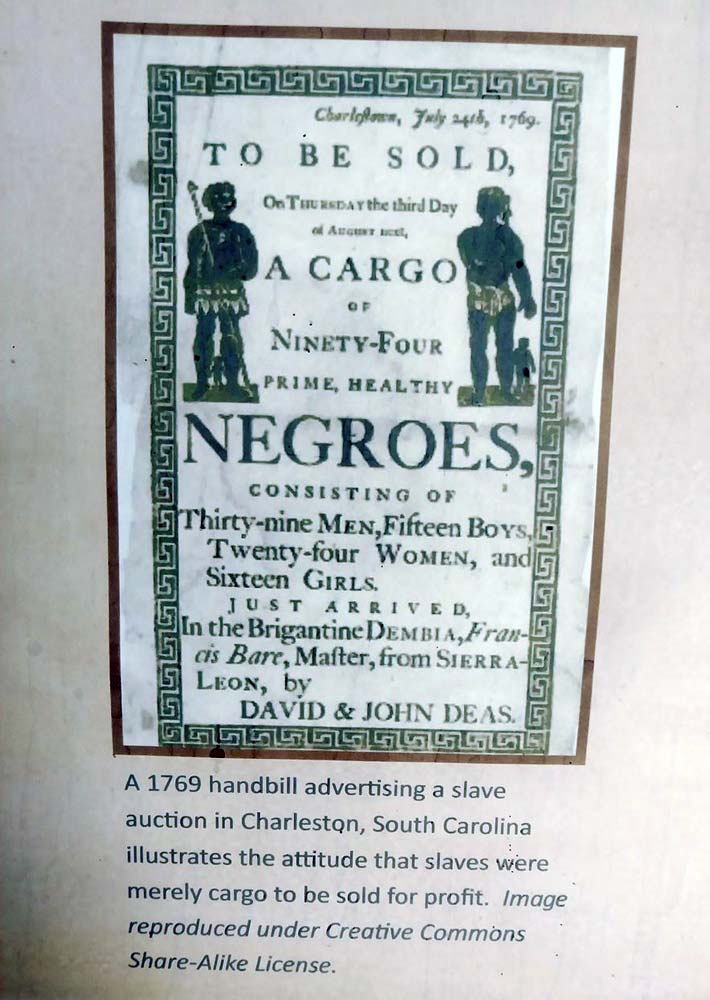 Charlestown, July 24th, 1769.
TO BE SOLD,
On THURSDAY the third Day
of AUGUST next,
A CARGO
OF
NINETY-FOUR
PRIME, HEALTHY
NEGROES,
CONSISTING OF
Thirty-nine MEN, Fifteen BOYS,
Twenty-four WOMEN, and
Sixteen GIRLS.
JUST ARRIVED,
In the Brigantine DEMBIA, Fran-
cis Bare, Maſter, from SIERRA-
LEON, by
DAVID & JOHN DEAS.
A 1769 handbill advertising a slave
auction in Charleston, South Carolina
illustrates the attitude that slaves were
merely cargo to be sold for profit. Image
reproduced under Creative Commons
Share-Alike License.